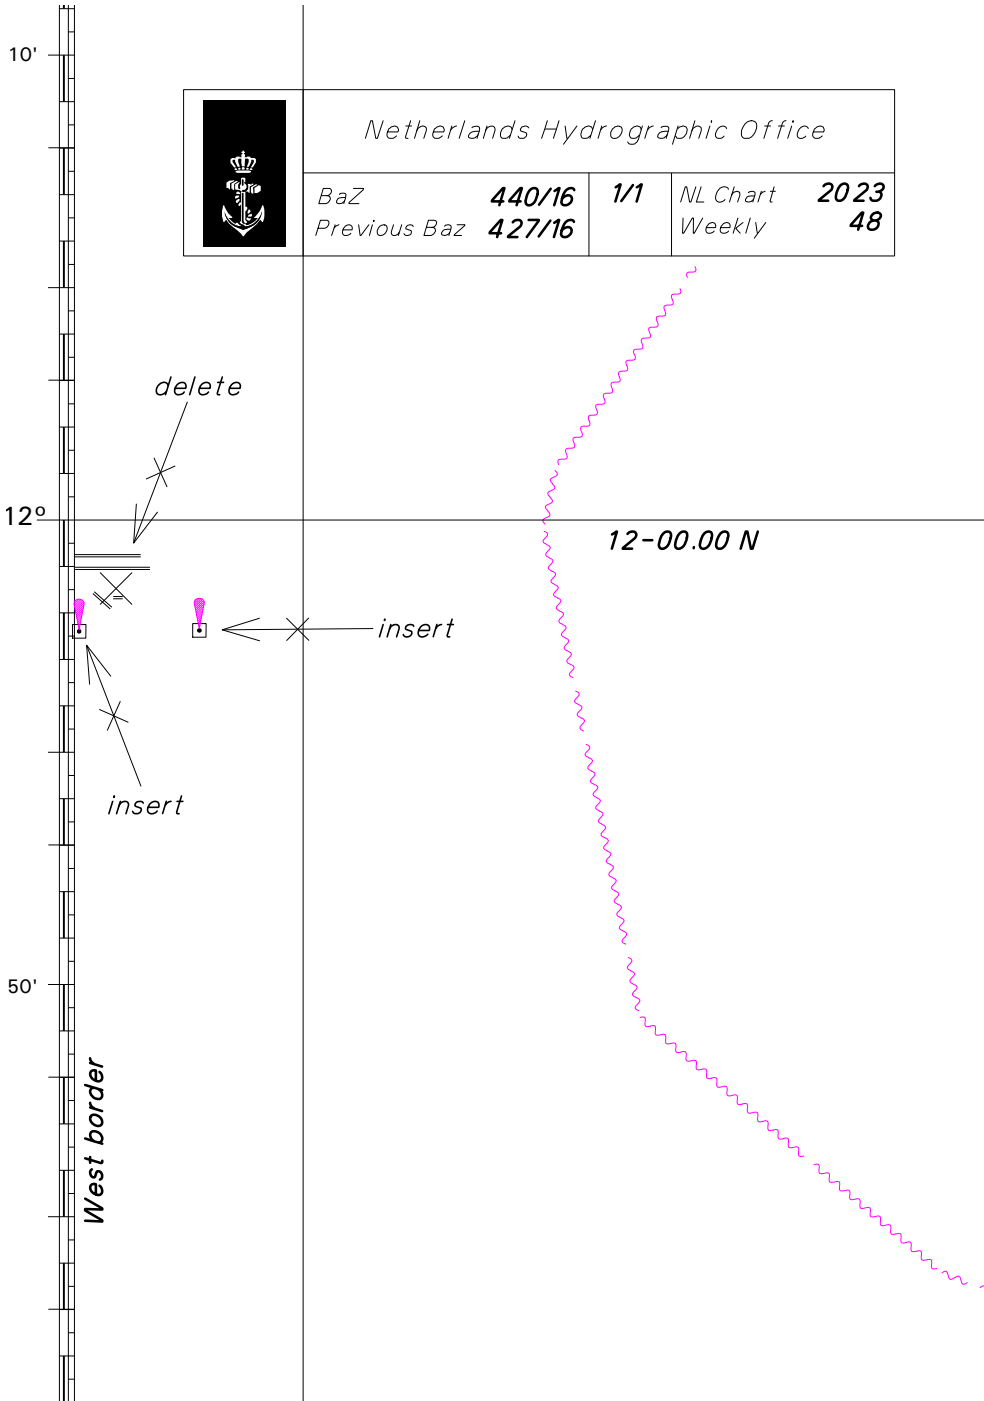 10'
Netherlands Hydrographic Office
BaZ 440/16 1/1 NL Chart 2023
Previous Baz 427/16 Weekly 48
delete
12°
12-00.00 N
insert
insert
50'
West border